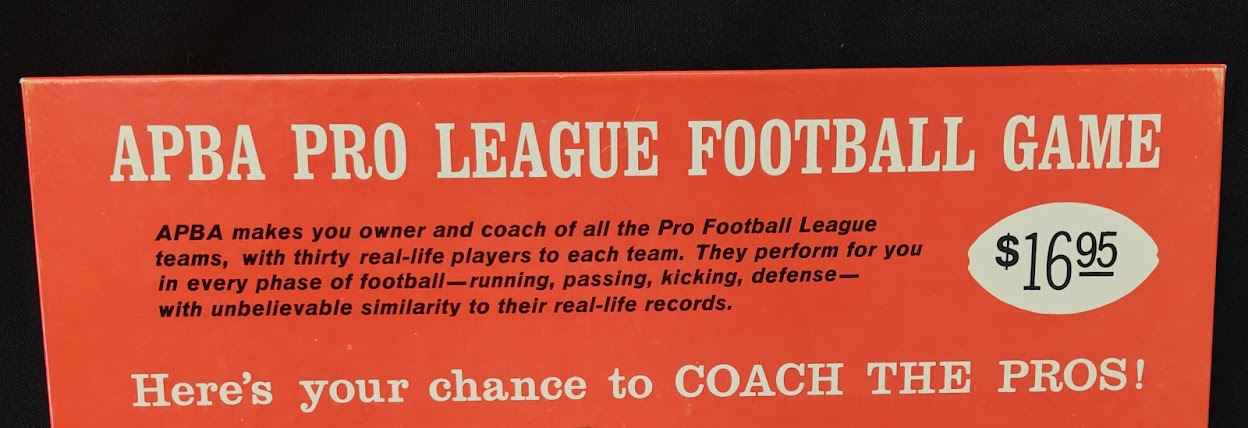 APBA PRO LEAGUE FOOTBALL GAME
APBA makes you owner and coach of all the Pro Football League
teams, with thirty real-life players to each team. They perform for you
in every phase of football—running, passing, kicking, defense—
with unbelievable similarity to their real-life records.
$1695
Here's your chance to COACH THE PROS!